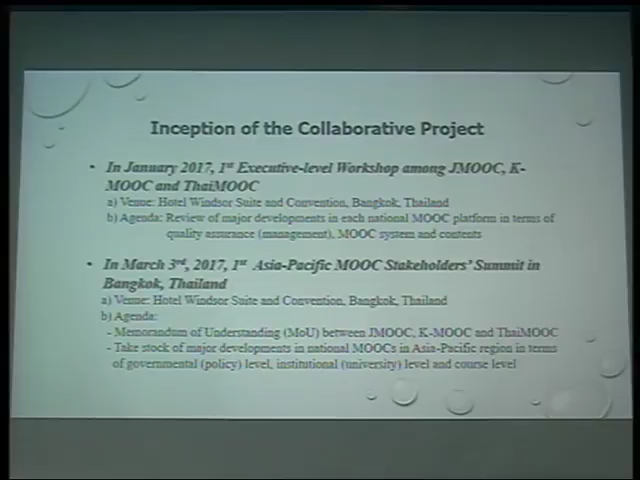 Inception of the Collaborative Project
• In January 2017, 1st Executive-level Workshop among JMOOC, K-
MOOC and ThaiMOOC
a) Venue: Hotel Windsor Suite and Convention, Bangkok, Thailand
b) Agenda: Review of major developments in each national MOOC platform in terms of
quality assurance (management), MOOC system and contents
• In March 3rd, 2017, 1st Asia-Pacific MOOC Stakeholders' Summit in
Bangkok, Thailand
a) Venue: Hotel Windsor Suite and Convention, Bangkok, Thailand
b) Agenda:
- Memorandum of Understanding (MoU) between JMOOC, K-MOOC and ThaiMOOC
- Take stock of major developments in national MOOCs in Asia-Pacific region in terms
of governmental (policy) level, institutional (university) level and course level